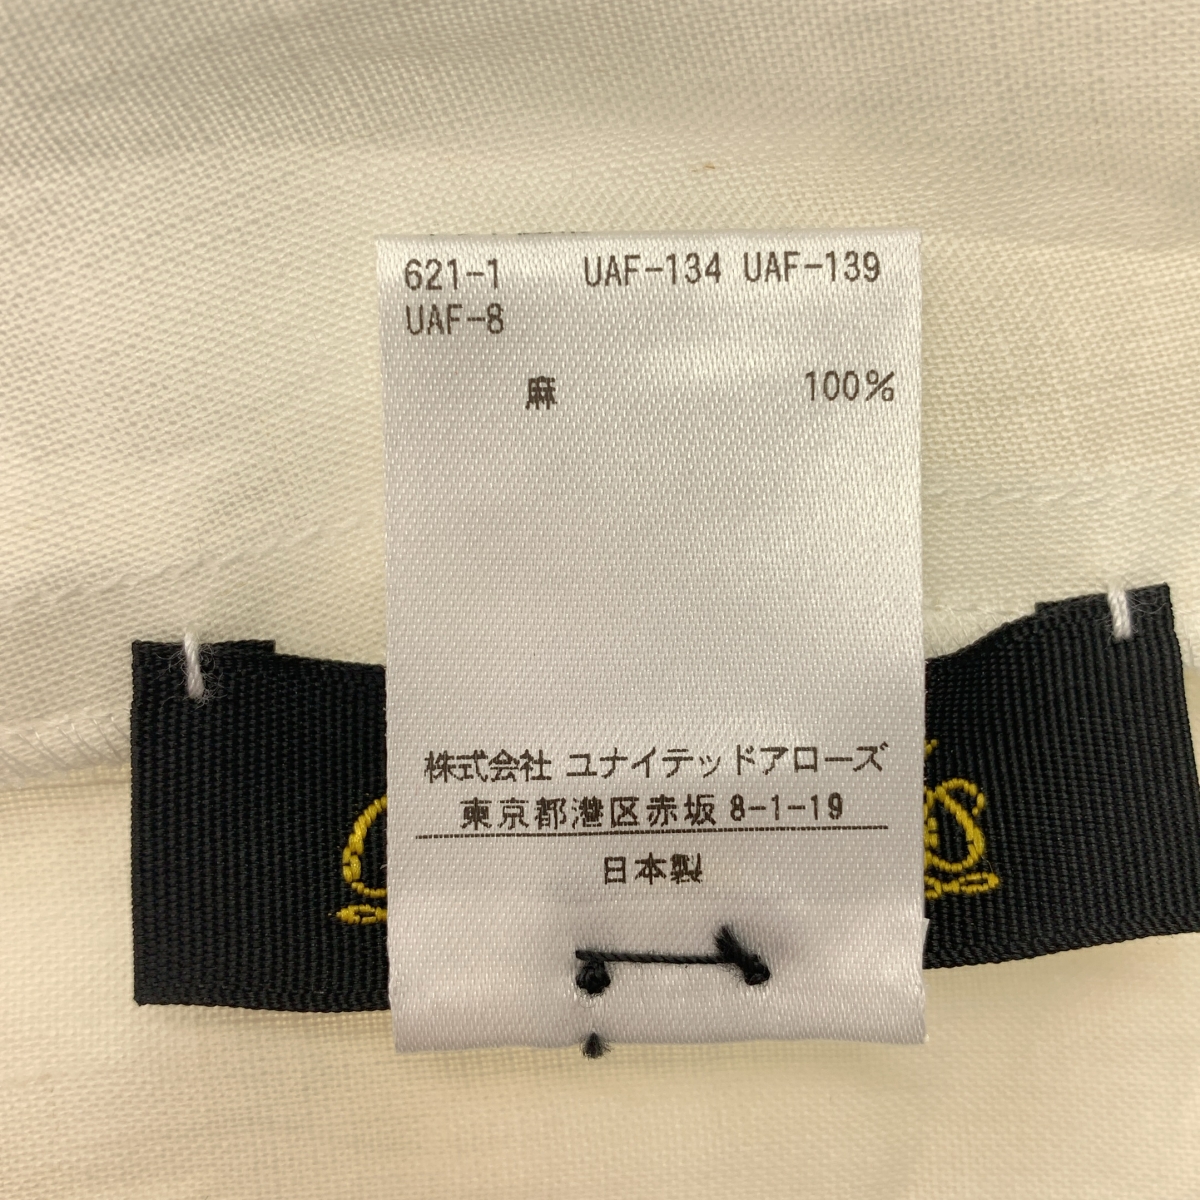 621-1 UAF-134 UAF-139
UAF-8
麻 100%
株式会社 ユナイテッドアローズ
東京都港区赤坂 8-1-19
日本製